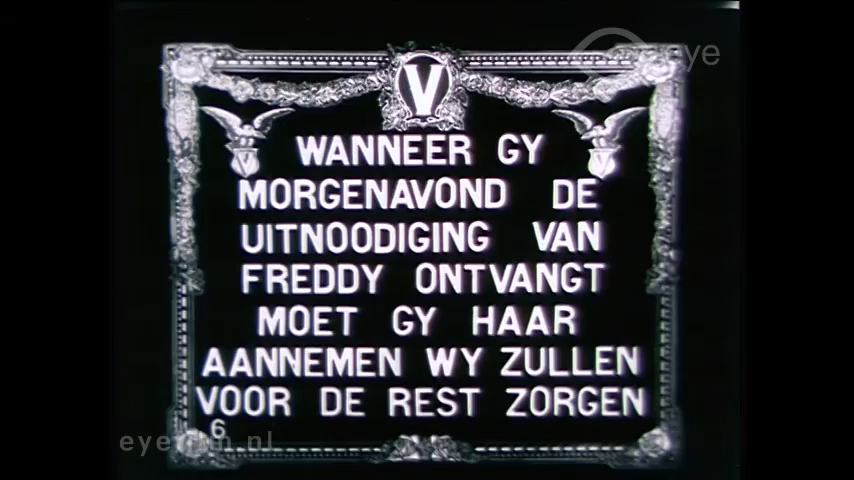 eye
V
V V
WANNEER GY
MORGENAVOND DE
UITNOODIGING VAN
FREDDY ONTVANGT
MOET GY HAAR
AANNEMEN WY ZULLEN
VOOR DE REST ZORGEN
6
eyefilm.nl